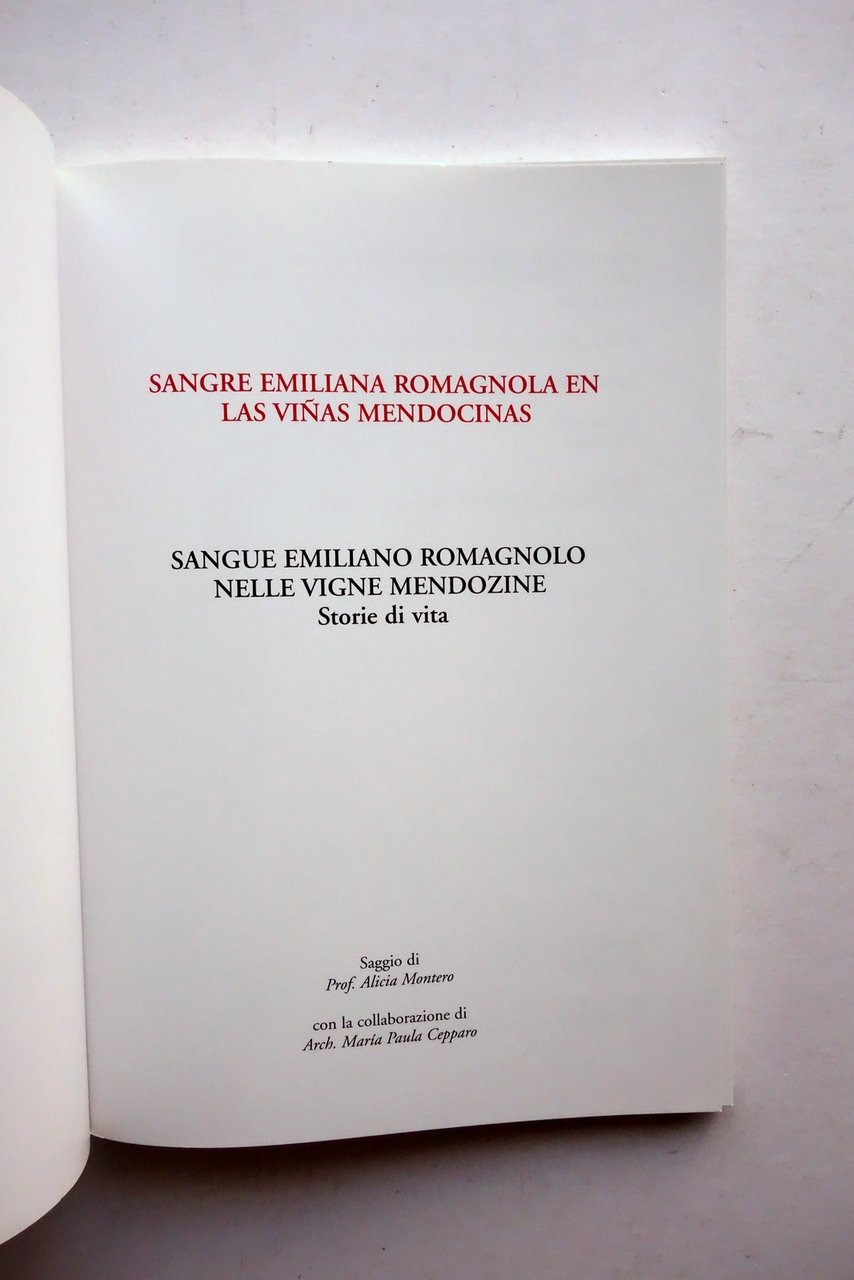 SANGRE EMILIANA ROMAGNOLA EN
LAS VIÑAS MENDOCINAS
SANGUE EMILIANO ROMAGNOLO
NELLE VIGNE MENDOZINE
Storie di vita
Saggio di
Prof. Alicia Montero
con la collaborazione di
Arch. María Paula Cepparo